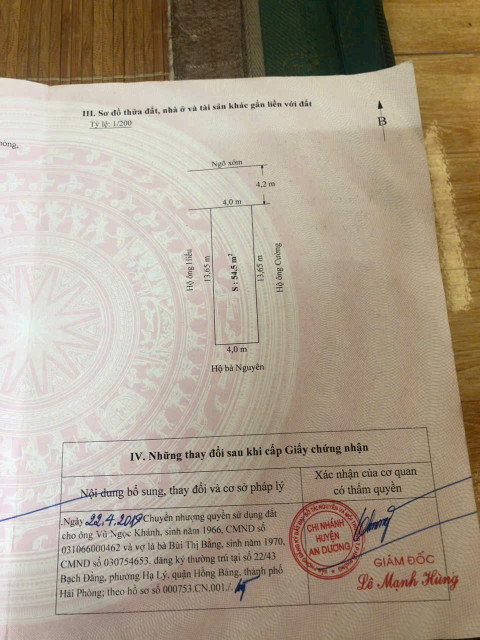 III. Sơ đồ thửa đất, nhà ở và tài sản khác gắn liền với đất
Tỷ lệ: 1/200
B
Ngõ xóm
4,2 m
4,0 m
Hộ ông Hiếu
13,65 m
S : 54.5 m²
13,65 m
Hộ ông Cường
4,0 m
Hộ bà Nguyên
IV. Những thay đổi sau khi cấp Giấy chứng nhận
Nội dung bổ sung, thay đổi và cơ sở pháp lý
Xác nhận của cơ quan
có thẩm quyền
Ngày 22.4.2019 Chuyển nhượng quyền sử dụng đất
cho ông Vũ Ngọc Khánh, sinh năm 1966, CMND số
031066000462 và vợ là bà Bùi Thị Bằng, sinh năm 1970,
CMND số 030754653. đăng ký thường trú tại số 22/43
Bạch Đằng, phường Hạ Lý, quận Hồng Bàng, thành phố
Hải Phòng; theo hồ sơ số 000753.CN.001./.
CHI NHÁNH
HUYỆN
AN DƯƠNG
GIÁM ĐỐC
Lê Mạnh Hùng